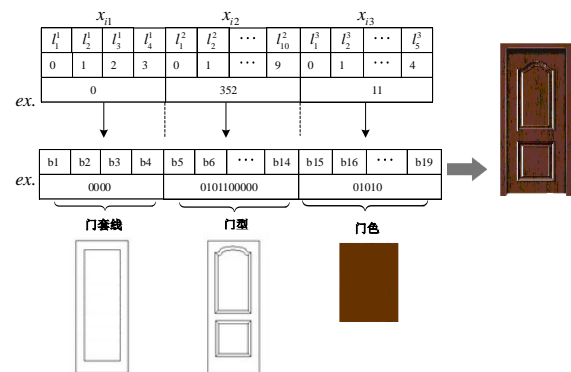 x_{i1} x_{i2} x_{i3}
l_1^1 l_2^1 l_3^1 l_4^1 l_1^2 l_2^2 ··· l_{10}^2 l_1^3 l_2^3 ··· l_5^3
0 1 2 3 0 1 ··· 9 0 1 ··· 4
ex. 0 352 11
b1 b2 b3 b4 b5 b6 ··· b14 b15 b16 ··· b19
ex. 0000 0101100000 01010
门套线 门型 门色